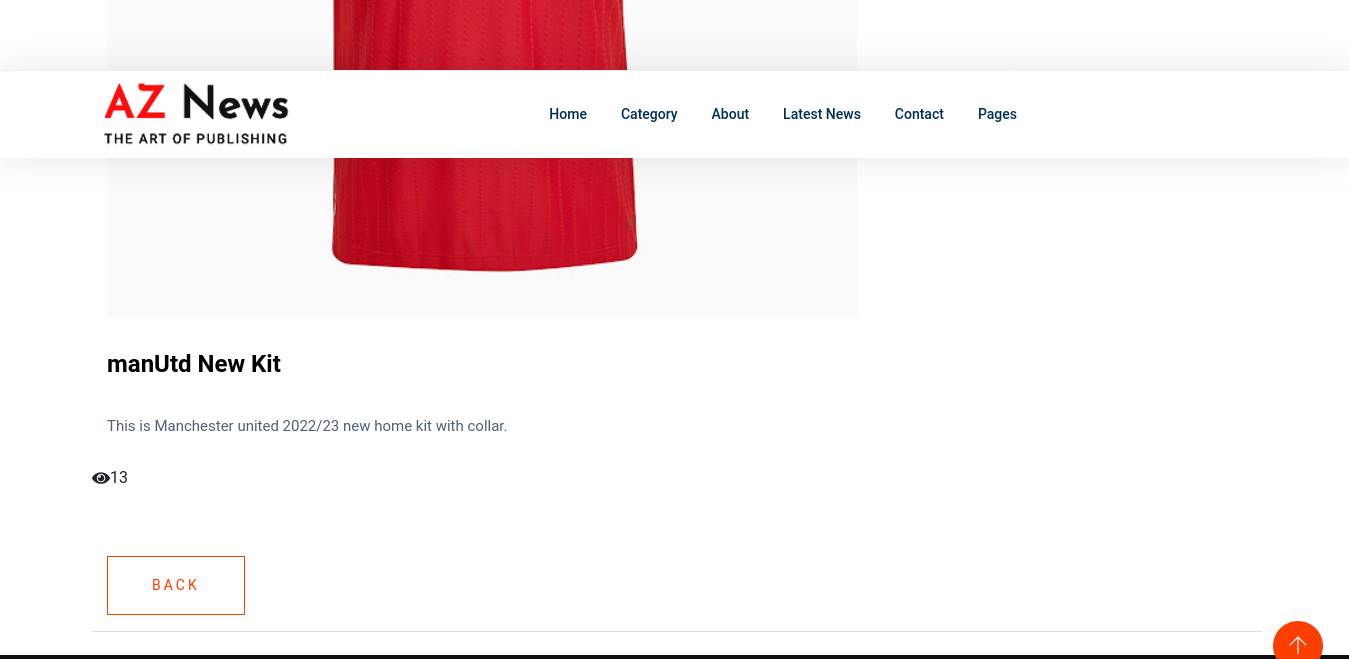 AZ News
THE ART OF PUBLISHING
Home
Category
About
Latest News
Contact
Pages
manUtd New Kit
This is Manchester united 2022/23 new home kit with collar.
13
BACK